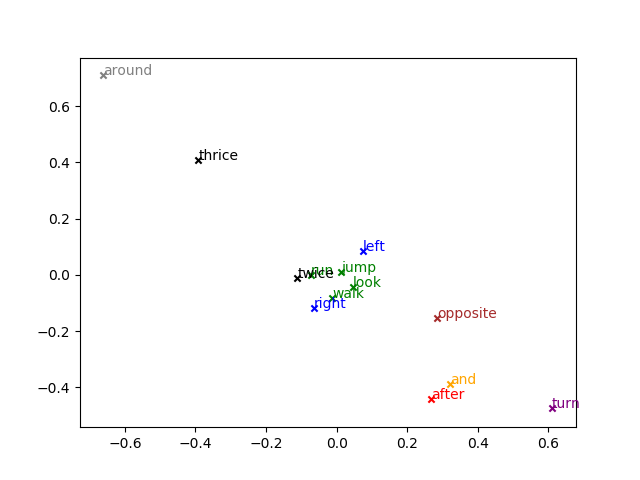 around
0.6
thrice
0.4
0.2
left
jump
0.0
twice
run
look
walk
right
−0.2
opposite
and
−0.4
after
turn
−0.6
−0.4
−0.2
0.0
0.2
0.4
0.6